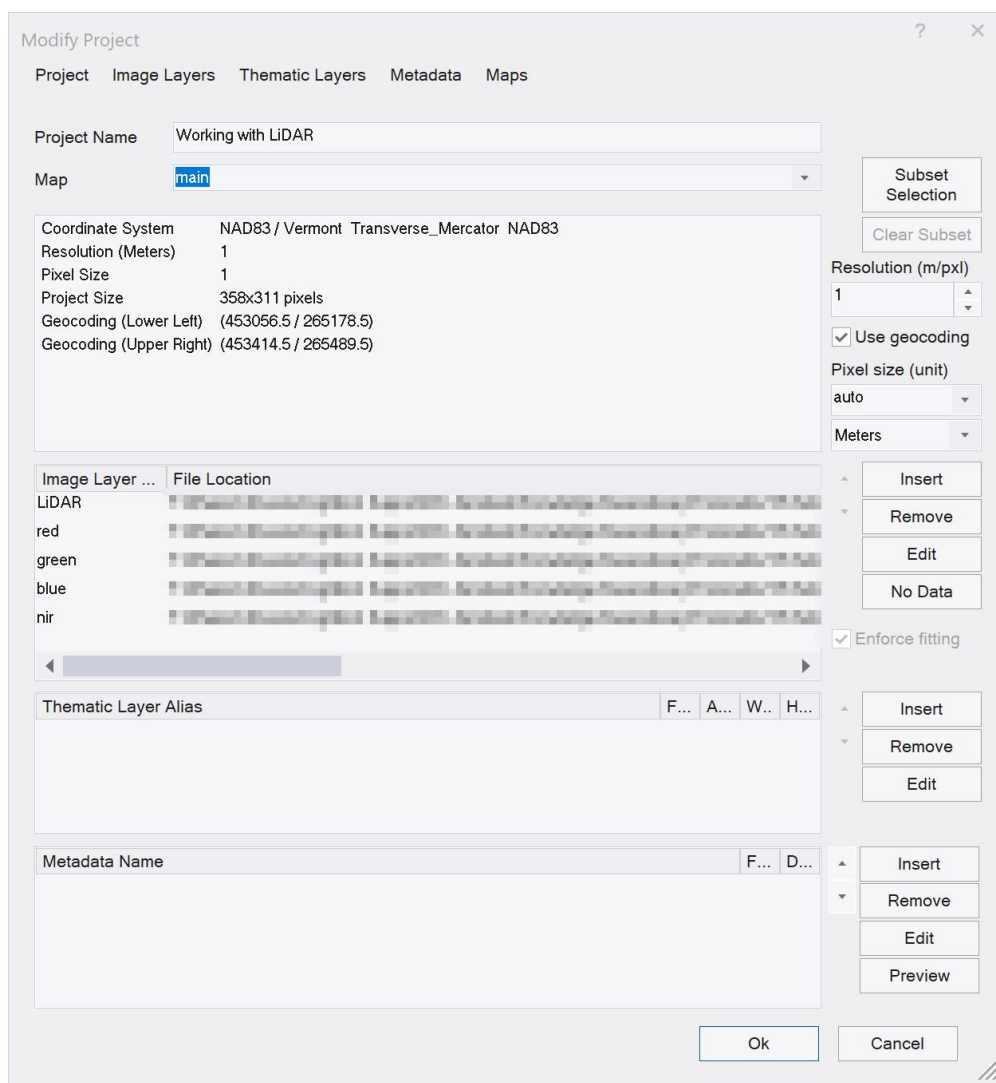 Modify Project
? ×
Project Image Layers Thematic Layers Metadata Maps
Project Name Working with LiDAR
Map main
Subset
Selection
Clear Subset
Coordinate System NAD83 / Vermont Transverse_Mercator NAD83
Resolution (Meters) 1
Pixel Size 1
Project Size 358x311 pixels
Geocoding (Lower Left) (453056.5 / 265178.5)
Geocoding (Upper Right) (453414.5 / 265489.5)
Resolution (m/pxl)
1
Use geocoding
Pixel size (unit)
auto
Meters
Image Layer ... File Location
LiDAR
red
green
blue
nir
Insert
Remove
Edit
No Data
Enforce fitting
Thematic Layer Alias F... A... W.. H...
Insert
Remove
Edit
Metadata Name F... D...
Insert
Remove
Edit
Preview
Ok Cancel